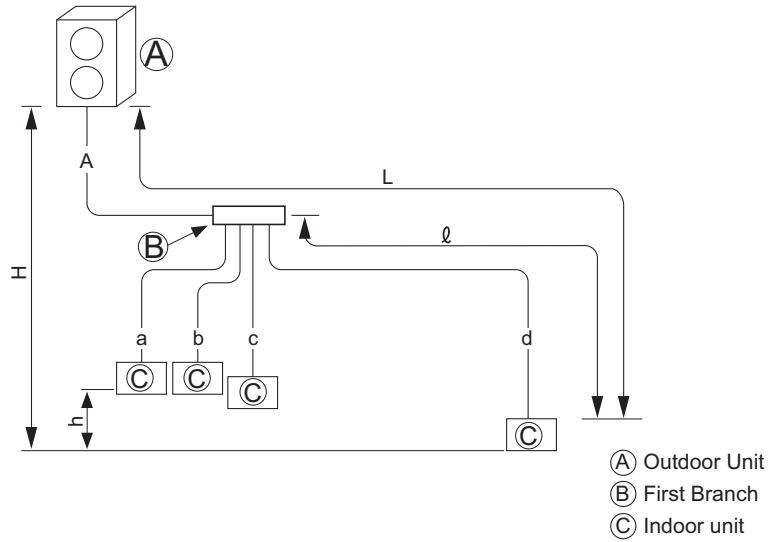 Ⓐ
A
L
Ⓑ
ℓ
H
a
b
c
d
Ⓒ
Ⓒ
Ⓒ
h
Ⓒ
Ⓐ Outdoor Unit
Ⓑ First Branch
Ⓒ Indoor unit